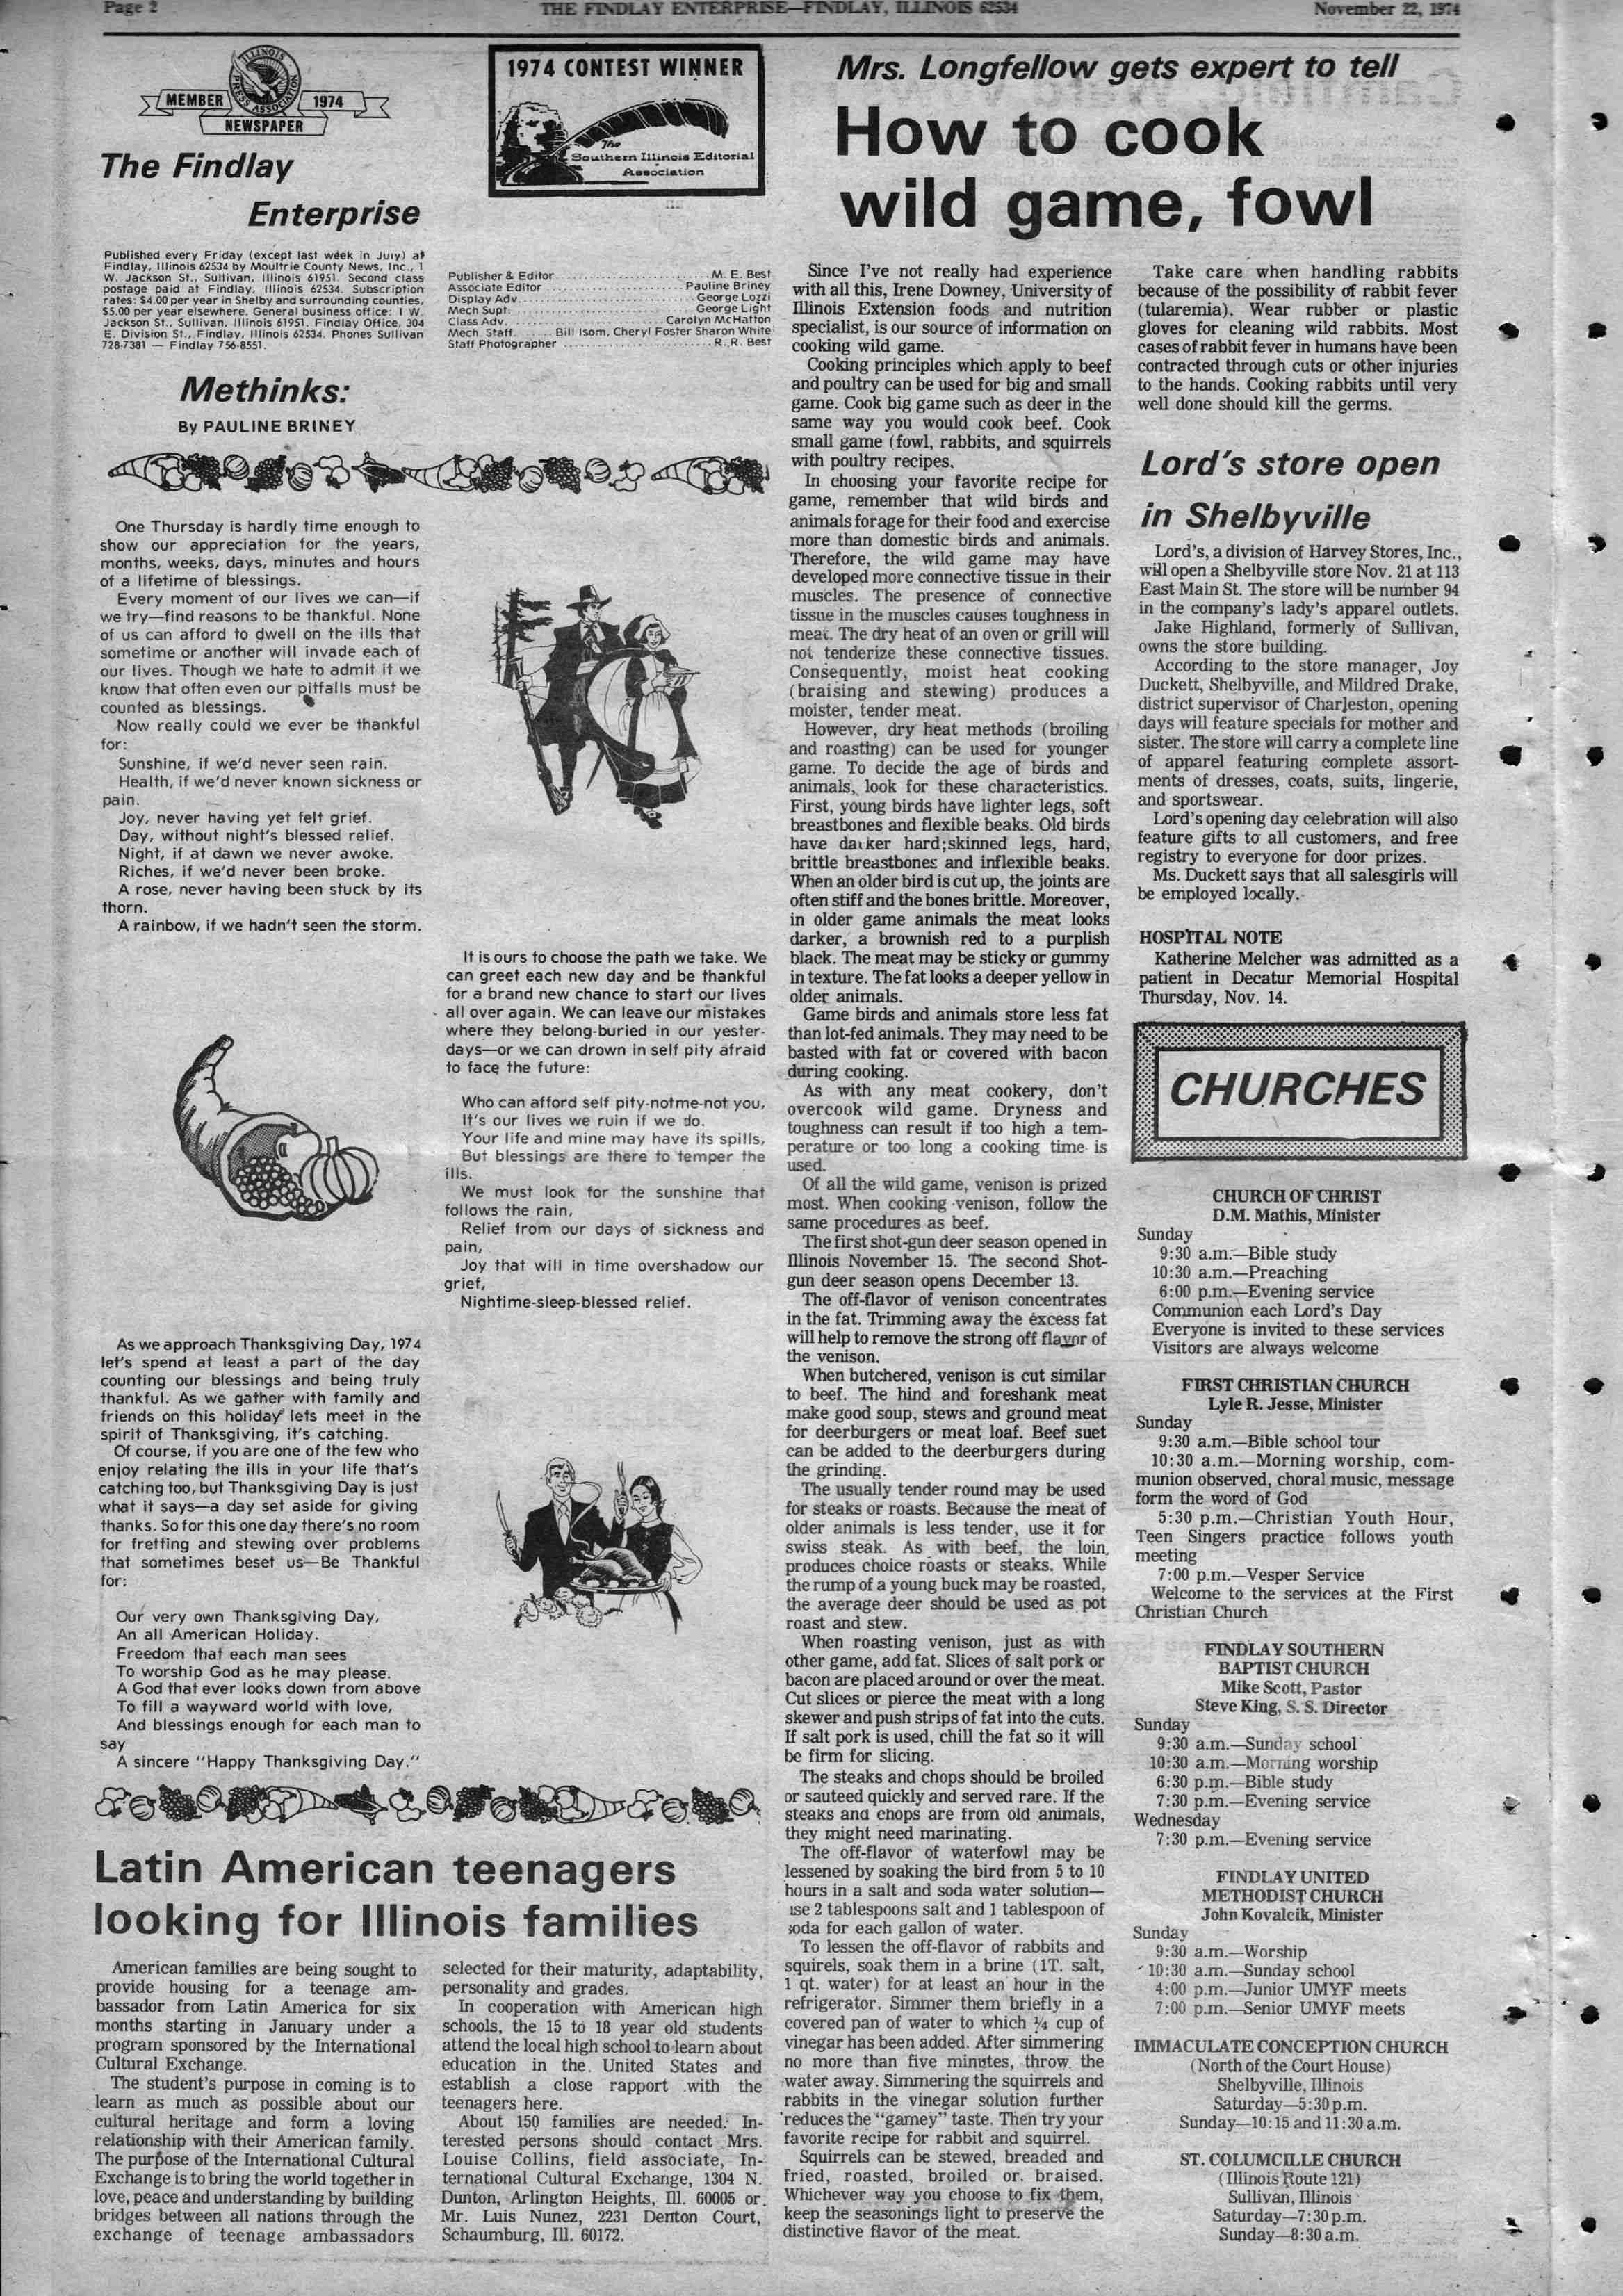 Page 2
THE FINDLAY ENTERPRISE—FINDLAY, ILLINOIS 62534
November 22, 1974
ILLINOIS
PRESS ASSOCIATION
MEMBER
1974
NEWSPAPER
The Findlay
Enterprise
Published every Friday (except last week in July) at
Findlay, Illinois 62534 by Moultrie County News, Inc., 1
W. Jackson St., Sullivan, Illinois 61951. Second class
postage paid at Findlay, Illinois 62534. Subscription
rates: $4.00 per year in Shelby and surrounding counties,
$5.00 per year elsewhere. General business office: 1 W.
Jackson St., Sullivan, Illinois 61951. Findlay Office, 304
E. Division St., Findlay, Illinois 62534. Phones Sullivan
728-7381 — Findlay 756-8551.
1974 CONTEST WINNER
The
Southern Illinois Editorial
Association
Publisher & Editor M. E. Best
Associate Editor Pauline Briney
Display Adv. George Lozzi
Mech Supt. George Light
Class Adv. Carolyn McHatton
Mech. Staff Bill Isom, Cheryl Foster Sharon White
Staff Photographer R. R. Best
Methinks:
By PAULINE BRINEY
One Thursday is hardly time enough to
show our appreciation for the years,
months, weeks, days, minutes and hours
of a lifetime of blessings.
Every moment of our lives we can—if
we try—find reasons to be thankful. None
of us can afford to dwell on the ills that
sometime or another will invade each of
our lives. Though we hate to admit it we
know that often even our pitfalls must be
counted as blessings.
Now really could we ever be thankful
for:
Sunshine, if we'd never seen rain.
Health, if we'd never known sickness or
pain.
Joy, never having yet felt grief.
Day, without night's blessed relief.
Night, if at dawn we never awoke.
Riches, if we'd never been broke.
A rose, never having been stuck by its
thorn.
A rainbow, if we hadn't seen the storm.
It is ours to choose the path we take. We
can greet each new day and be thankful
for a brand new chance to start our lives
all over again. We can leave our mistakes
where they belong-buried in our yester-
days—or we can drown in self pity afraid
to face the future:
Who can afford self pity-notme-not you,
It's our lives we ruin if we do.
Your life and mine may have its spills,
But blessings are there to temper the
ills.
We must look for the sunshine that
follows the rain,
Relief from our days of sickness and
pain,
Joy that will in time overshadow our
grief,
Nightime-sleep-blessed relief.
As we approach Thanksgiving Day, 1974
let's spend at least a part of the day
counting our blessings and being truly
thankful. As we gather with family and
friends on this holiday lets meet in the
spirit of Thanksgiving, it's catching.
Of course, if you are one of the few who
enjoy relating the ills in your life that's
catching too, but Thanksgiving Day is just
what it says—a day set aside for giving
thanks. So for this one day there's no room
for fretting and stewing over problems
that sometimes beset us—Be Thankful
for:
Our very own Thanksgiving Day,
An all American Holiday.
Freedom that each man sees
To worship God as he may please.
A God that ever looks down from above
To fill a wayward world with love,
And blessings enough for each man to
say
A sincere "Happy Thanksgiving Day."
Latin American teenagers
looking for Illinois families
American families are being sought to
provide housing for a teenage am-
bassador from Latin America for six
months starting in January under a
program sponsored by the International
Cultural Exchange.
The student's purpose in coming is to
learn as much as possible about our
cultural heritage and form a loving
relationship with their American family.
The purpose of the International Cultural
Exchange is to bring the world together in
love, peace and understanding by building
bridges between all nations through the
exchange of teenage ambassadors
selected for their maturity, adaptability,
personality and grades.
In cooperation with American high
schools, the 15 to 18 year old students
attend the local high school to learn about
education in the United States and
establish a close rapport with the
teenagers here.
About 150 families are needed. In-
terested persons should contact Mrs.
Louise Collins, field associate, In-
ternational Cultural Exchange, 1304 N.
Dunton, Arlington Heights, Ill. 60005 or
Mr. Luis Nunez, 2231 Denton Court,
Schaumburg, Ill. 60172.
Mrs. Longfellow gets expert to tell
How to cook
wild game, fowl
Since I've not really had experience
with all this, Irene Downey, University of
Illinois Extension foods and nutrition
specialist, is our source of information on
cooking wild game.
Cooking principles which apply to beef
and poultry can be used for big and small
game. Cook big game such as deer in the
same way you would cook beef. Cook
small game (fowl, rabbits, and squirrels
with poultry recipes.
In choosing your favorite recipe for
game, remember that wild birds and
animals forage for their food and exercise
more than domestic birds and animals.
Therefore, the wild game may have
developed more connective tissue in their
muscles. The presence of connective
tissue in the muscles causes toughness in
meat. The dry heat of an oven or grill will
not tenderize these connective tissues.
Consequently, moist heat cooking
(braising and stewing) produces a
moister, tender meat.
However, dry heat methods (broiling
and roasting) can be used for younger
game. To decide the age of birds and
animals, look for these characteristics.
First, young birds have lighter legs, soft
breastbones and flexible beaks. Old birds
have darker hard;skinned legs, hard,
brittle breastbones and inflexible beaks.
When an older bird is cut up, the joints are
often stiff and the bones brittle. Moreover,
in older game animals the meat looks
darker, a brownish red to a purplish
black. The meat may be sticky or gummy
in texture. The fat looks a deeper yellow in
older animals.
Game birds and animals store less fat
than lot-fed animals. They may need to be
basted with fat or covered with bacon
during cooking.
As with any meat cookery, don't
overcook wild game. Dryness and
toughness can result if too high a tem-
perature or too long a cooking time is
used.
Of all the wild game, venison is prized
most. When cooking venison, follow the
same procedures as beef.
The first shot-gun deer season opened in
Illinois November 15. The second Shot-
gun deer season opens December 13.
The off-flavor of venison concentrates
in the fat. Trimming away the excess fat
will help to remove the strong off flavor of
the venison.
When butchered, venison is cut similar
to beef. The hind and foreshank meat
make good soup, stews and ground meat
for deerburgers or meat loaf. Beef suet
can be added to the deerburgers during
the grinding.
The usually tender round may be used
for steaks or roasts. Because the meat of
older animals is less tender, use it for
swiss steak. As with beef, the loin,
produces choice roasts or steaks. While
the rump of a young buck may be roasted,
the average deer should be used as pot
roast and stew.
When roasting venison, just as with
other game, add fat. Slices of salt pork or
bacon are placed around or over the meat.
Cut slices or pierce the meat with a long
skewer and push strips of fat into the cuts.
If salt pork is used, chill the fat so it will
be firm for slicing.
The steaks and chops should be broiled
or sauteed quickly and served rare. If the
steaks and chops are from old animals,
they might need marinating.
The off-flavor of waterfowl may be
lessened by soaking the bird from 5 to 10
hours in a salt and soda water solution—
use 2 tablespoons salt and 1 tablespoon of
soda for each gallon of water.
To lessen the off-flavor of rabbits and
squirels, soak them in a brine (1T. salt,
1 qt. water) for at least an hour in the
refrigerator. Simmer them briefly in a
covered pan of water to which ¼ cup of
vinegar has been added. After simmering
no more than five minutes, throw the
water away. Simmering the squirrels and
rabbits in the vinegar solution further
reduces the "gamey" taste. Then try your
favorite recipe for rabbit and squirrel.
Squirrels can be stewed, breaded and
fried, roasted, broiled or braised.
Whichever way you choose to fix them,
keep the seasonings light to preserve the
distinctive flavor of the meat.
Take care when handling rabbits
because of the possibility of rabbit fever
(tularemia). Wear rubber or plastic
gloves for cleaning wild rabbits. Most
cases of rabbit fever in humans have been
contracted through cuts or other injuries
to the hands. Cooking rabbits until very
well done should kill the germs.
Lord's store open
in Shelbyville
Lord's, a division of Harvey Stores, Inc.,
will open a Shelbyville store Nov. 21 at 113
East Main St. The store will be number 94
in the company's lady's apparel outlets.
Jake Highland, formerly of Sullivan,
owns the store building.
According to the store manager, Joy
Duckett, Shelbyville, and Mildred Drake,
district supervisor of Charleston, opening
days will feature specials for mother and
sister. The store will carry a complete line
of apparel featuring complete assort-
ments of dresses, coats, suits, lingerie,
and sportswear.
Lord's opening day celebration will also
feature gifts to all customers, and free
registry to everyone for door prizes.
Ms. Duckett says that all salesgirls will
be employed locally.
HOSPITAL NOTE
Katherine Melcher was admitted as a
patient in Decatur Memorial Hospital
Thursday, Nov. 14.
CHURCHES
CHURCH OF CHRIST
D.M. Mathis, Minister
Sunday
9:30 a.m.—Bible study
10:30 a.m.—Preaching
6:00 p.m.—Evening service
Communion each Lord's Day
Everyone is invited to these services
Visitors are always welcome
FIRST CHRISTIAN CHURCH
Lyle R. Jesse, Minister
Sunday
9:30 a.m.—Bible school tour
10:30 a.m.—Morning worship, com-
munion observed, choral music, message
form the word of God
5:30 p.m.—Christian Youth Hour,
Teen Singers practice follows youth
meeting
7:00 p.m.—Vesper Service
Welcome to the services at the First
Christian Church
FINDLAY SOUTHERN
BAPTIST CHURCH
Mike Scott, Pastor
Steve King, S. S. Director
Sunday
9:30 a.m.—Sunday school
10:30 a.m.—Morning worship
6:30 p.m.—Bible study
7:30 p.m.—Evening service
Wednesday
7:30 p.m.—Evening service
FINDLAY UNITED
METHODIST CHURCH
John Kovalcik, Minister
Sunday
9:30 a.m.—Worship
10:30 a.m.—Sunday school
4:00 p.m.—Junior UMYF meets
7:00 p.m.—Senior UMYF meets
IMMACULATE CONCEPTION CHURCH
(North of the Court House)
Shelbyville, Illinois
Saturday—5:30 p.m.
Sunday—10:15 and 11:30 a.m.
ST. COLUMCILLE CHURCH
(Illinois Route 121)
Sullivan, Illinois
Saturday—7:30 p.m.
Sunday—8:30 a.m.